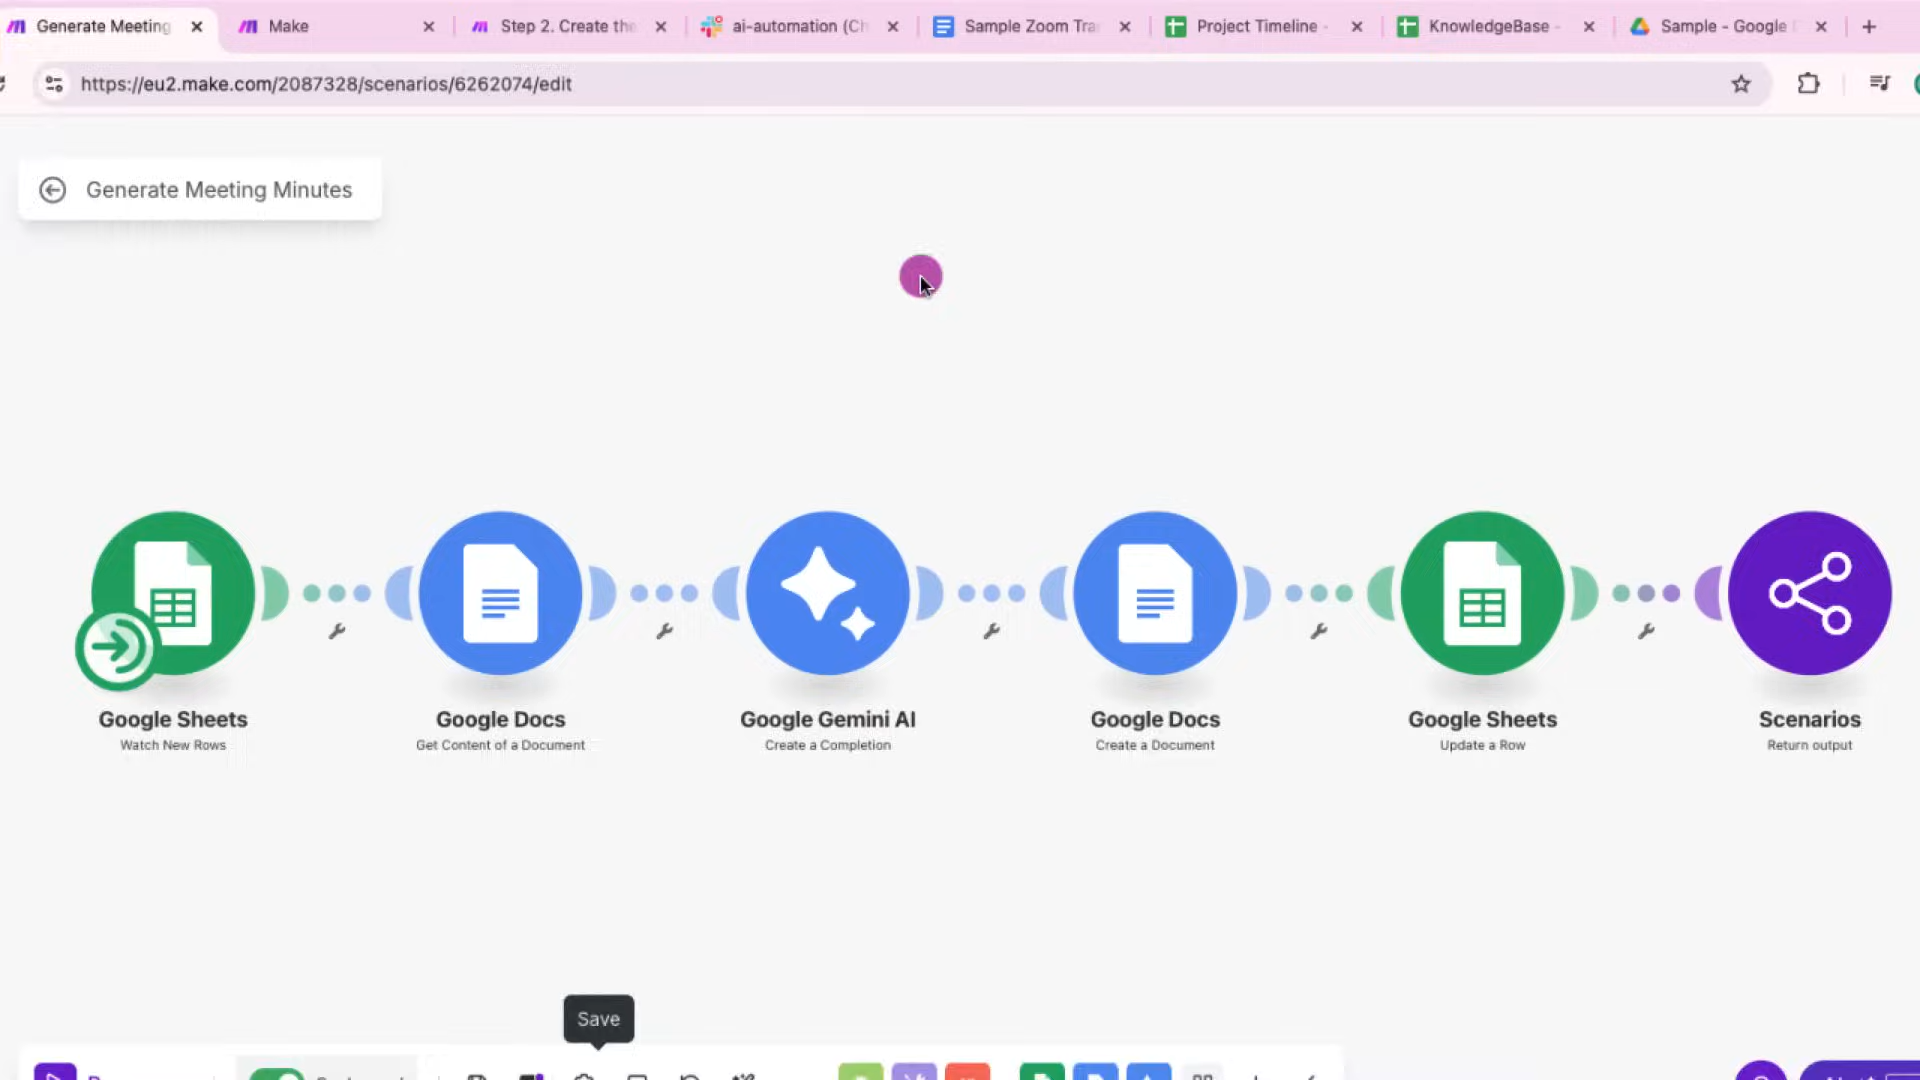 Generate Meeting
Make
Step 2. Create the
ai-automation (Ch
Sample Zoom Tra
Project Timeline -
KnowledgeBase -
Sample - Google
https://eu2.make.com/2087328/scenarios/6262074/edit
Generate Meeting Minutes
Google Sheets
Watch New Rows
Google Docs
Get Content of a Document
Google Gemini AI
Create a Completion
Google Docs
Create a Document
Google Sheets
Update a Row
Scenarios
Return output
Save